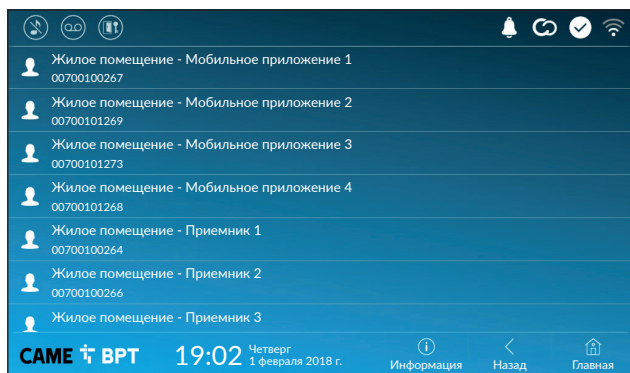 Жилое помещение - Мобильное приложение 1
00700100267
Жилое помещение - Мобильное приложение 2
00700101269
Жилое помещение - Мобильное приложение 3
00700101273
Жилое помещение - Мобильное приложение 4
00700101268
Жилое помещение - Приемник 1
00700100264
Жилое помещение - Приемник 2
00700100266
Жилое помещение - Приемник 3
CAME BPT 19:02 Четверг
1 февраля 2018 г.
Информация Назад Главная